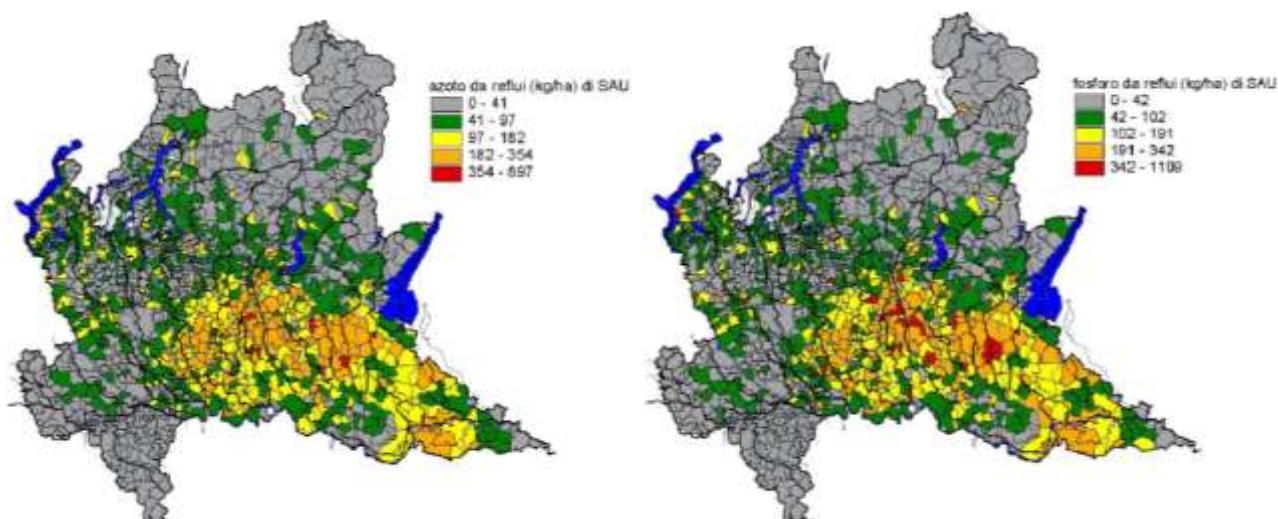 azoto da reflui (kg/ha) di SAU
0 - 41
41 - 97
97 - 182
182 - 354
354 - 897
fosforo da reflui (kg/ha) di SAU
0 - 42
42 - 102
102 - 191
191 - 342
342 - 1109